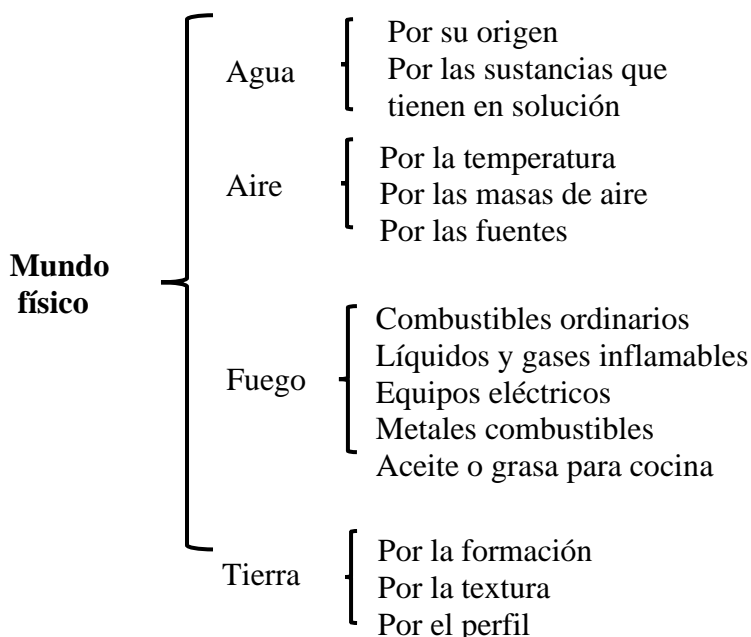 Mundo
físico
Agua
Por su origen
Por las sustancias que
tienen en solución
Aire
Por la temperatura
Por las masas de aire
Por las fuentes
Fuego
Combustibles ordinarios
Líquidos y gases inflamables
Equipos eléctricos
Metales combustibles
Aceite o grasa para cocina
Tierra
Por la formación
Por la textura
Por el perfil